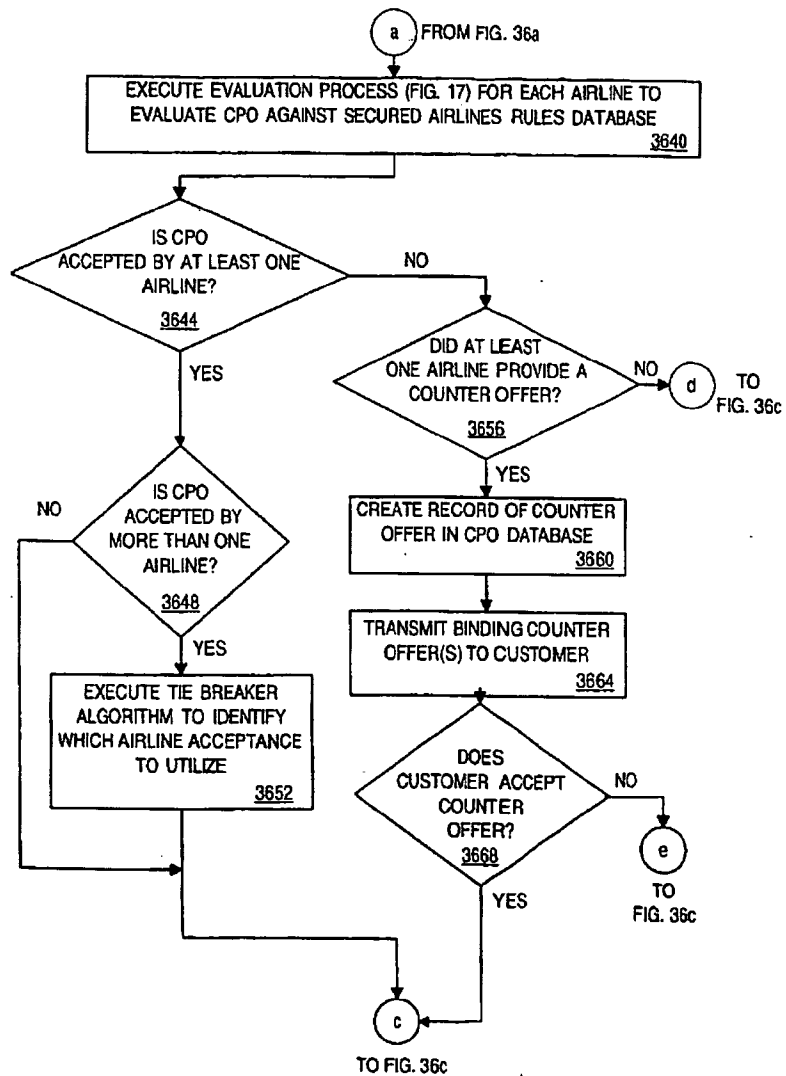 a
FROM FIG. 36a
EXECUTE EVALUATION PROCESS (FIG. 17) FOR EACH AIRLINE TO
EVALUATE CPO AGAINST SECURED AIRLINES RULES DATABASE
3640
IS CPO
ACCEPTED BY AT LEAST ONE
AIRLINE?
3644
NO
YES
DID AT LEAST
ONE AIRLINE PROVIDE A
COUNTER OFFER?
3656
NO
d
TO
FIG. 36c
YES
IS CPO
ACCEPTED BY
MORE THAN ONE
AIRLINE?
3648
NO
YES
CREATE RECORD OF COUNTER
OFFER IN CPO DATABASE
3660
TRANSMIT BINDING COUNTER
OFFER(S) TO CUSTOMER
3664
EXECUTE TIE BREAKER
ALGORITHM TO IDENTIFY
WHICH AIRLINE ACCEPTANCE
TO UTILIZE
3652
DOES
CUSTOMER ACCEPT
COUNTER
OFFER?
3668
NO
e
TO
FIG. 36c
YES
c
TO FIG. 36c